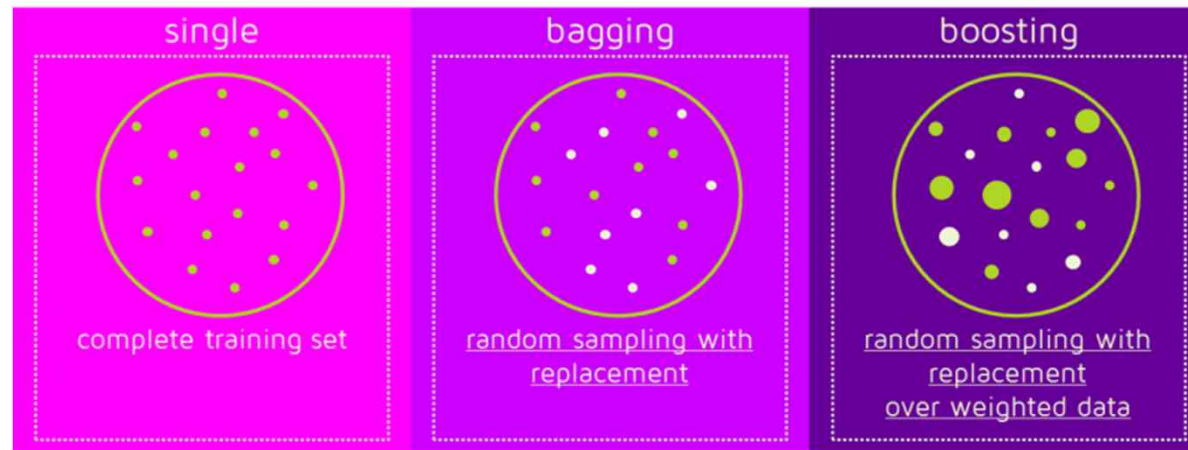 single
complete training set
bagging
random sampling with
replacement
boosting
random sampling with
replacement
over weighted data